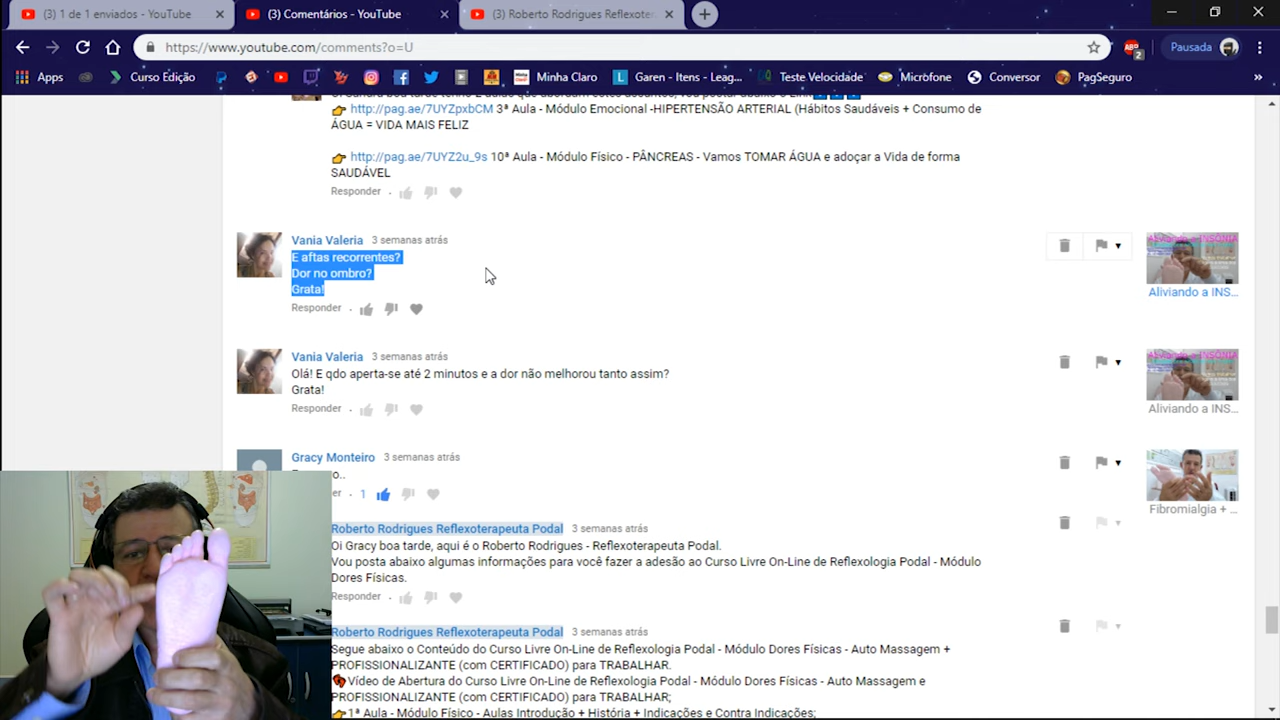 (3) 1 de 1 enviados - YouTube
(3) Comentários - YouTube
(3) Roberto Rodrigues Reflexoter
https://www.youtube.com/comments?o=U
ABP
2
Pausada
Apps
Curso Edição
Minha Claro
Garen - Itens - Leag...
Teste Velocidade
Microfone
Conversor
PagSeguro
»
http://pag.ae/7UYZpxbCM 3ª Aula - Módulo Emocional -HIPERTENSÃO ARTERIAL (Hábitos Saudáveis + Consumo de
ÁGUA = VIDA MAIS FELIZ
http://pag.ae/7UYZ2u_9s 10ª Aula - Módulo Físico - PÂNCREAS - Vamos TOMAR ÁGUA e adoçar a Vida de forma
SAUDÁVEL
Responder
Vania Valeria 3 semanas atrás
E aftas recorrentes?
Dor no ombro?
Grata!
Responder
Aliviando a INS...
Vania Valeria 3 semanas atrás
Olá! E qdo aperta-se até 2 minutos e a dor não melhorou tanto assim?
Grata!
Responder
Aliviando a INS...
Gracy Monteiro 3 semanas atrás
1
Fibromialgia + ...
Roberto Rodrigues Reflexoterapeuta Podal 3 semanas atrás
Oi Gracy boa tarde, aqui é o Roberto Rodrigues - Reflexoterapeuta Podal.
Vou postar abaixo algumas informações para você fazer a adesão ao Curso Livre On-Line de Reflexologia Podal - Módulo
Dores Físicas.
Responder
Roberto Rodrigues Reflexoterapeuta Podal 3 semanas atrás
Segue abaixo o Conteúdo do Curso Livre On-Line de Reflexologia Podal - Módulo Dores Físicas - Auto Massagem +
PROFISSIONALIZANTE (com CERTIFICADO) para TRABALHAR.
Vídeo de Abertura do Curso Livre On-Line de Reflexologia Podal - Módulo Dores Físicas - Auto Massagem e
PROFISSIONALIZANTE (com CERTIFICADO) para TRABALHAR;
1ª Aula - Módulo Físico - Aulas Introdução + História + Indicações e Contra Indicações;